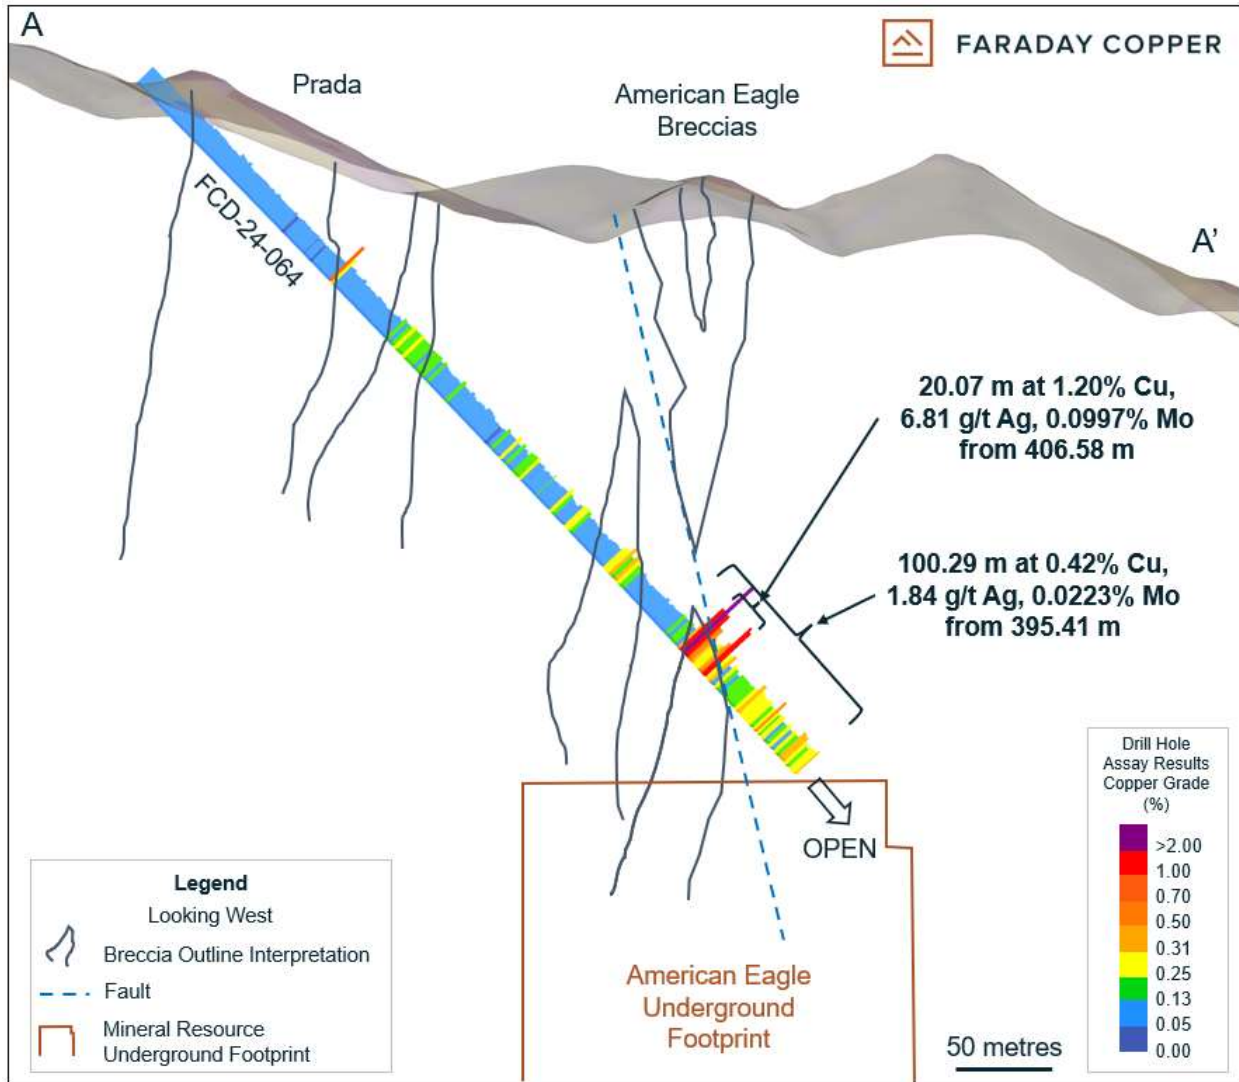 A
FARADAY COPPER
Prada
American Eagle
Breccias
FCD-24-064
A'
20.07 m at 1.20% Cu,
6.81 g/t Ag, 0.0997% Mo
from 406.58 m
100.29 m at 0.42% Cu,
1.84 g/t Ag, 0.0223% Mo
from 395.41 m
OPEN
American Eagle
Underground
Footprint
50 metres
Legend
Looking West
Breccia Outline Interpretation
Fault
Mineral Resource
Underground Footprint
Drill Hole
Assay Results
Copper Grade
(%)
>2.00
1.00
0.70
0.50
0.31
0.25
0.13
0.05
0.00